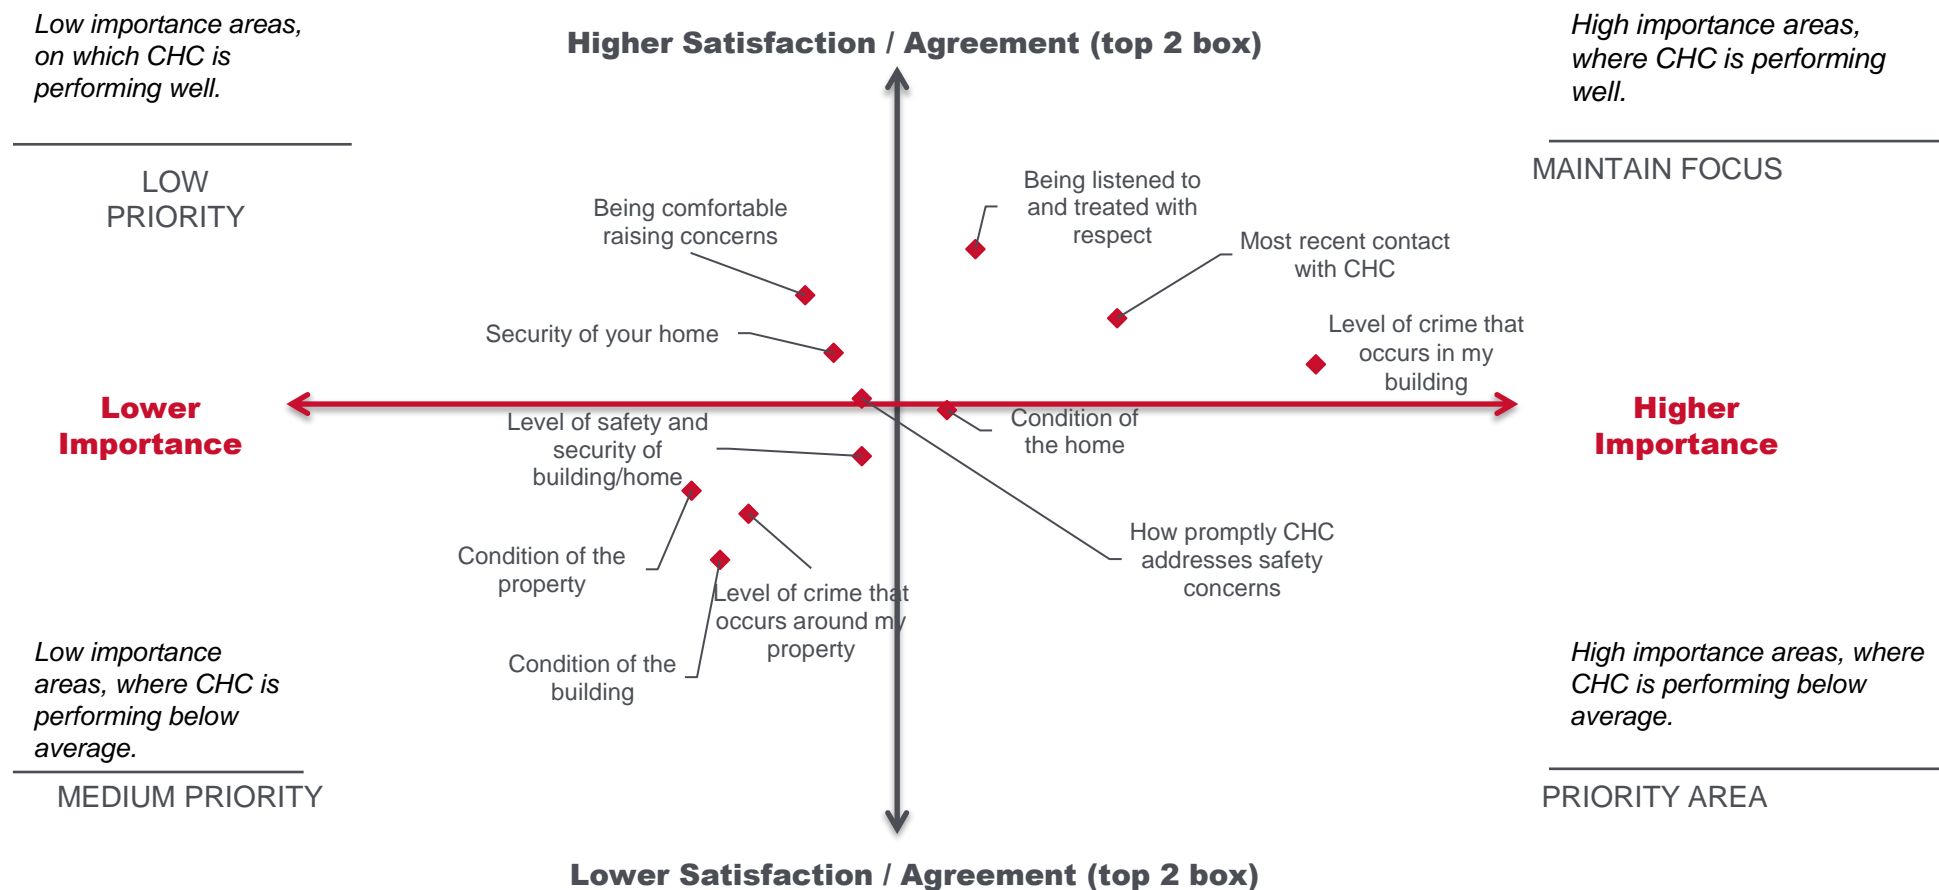 Low importance areas,
on which CHC is
performing well.
LOW
PRIORITY
Higher Satisfaction / Agreement (top 2 box)
High importance areas,
where CHC is performing
well.
MAINTAIN FOCUS
Being comfortable
raising concerns
Being listened to
and treated with
respect
Most recent contact
with CHC
Security of your home
Level of crime that
occurs in my
building
Lower
Importance
Higher
Importance
Level of safety and
security of
building/home
Condition of
the home
Condition of the
property
How promptly CHC
addresses safety
concerns
Level of crime that
occurs around my
property
Condition of the
building
Low importance
areas, where CHC is
performing below
average.
MEDIUM PRIORITY
High importance areas, where
CHC is performing below
average.
PRIORITY AREA
Lower Satisfaction / Agreement (top 2 box)